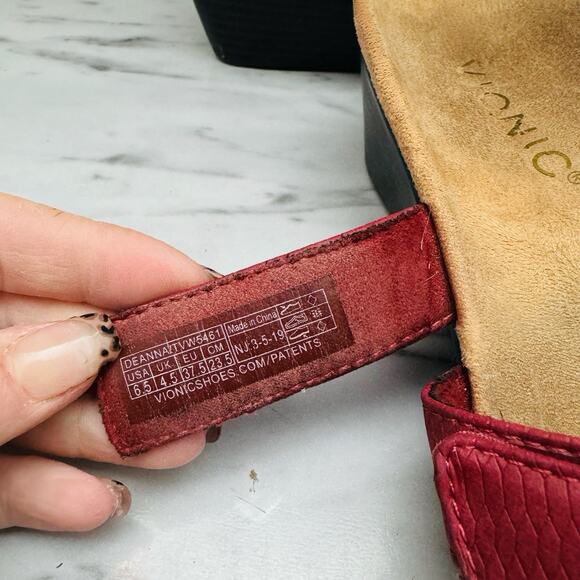 VIONIC®
DEANNA/TVW5461
USA UK EU CM
6.5 4.5 37.5 23.5
Made in China
NJ 3-5-19
VIONICSHOES.COM/PATENTS